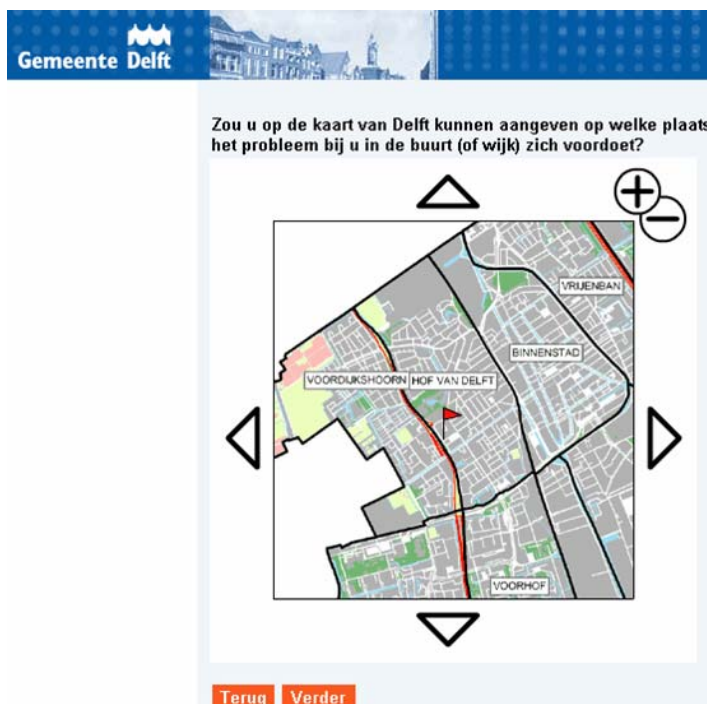 Gemeente Delft
Zou u op de kaart van Delft kunnen aangeven op welke plaats
het probleem bij u in de buurt (of wijk) zich voordoet?
VRIJENBAN
BINNENSTAD
VOORDIJKSHOORN
HOF VAN DELFT
VOORHOF
Terug
Verder